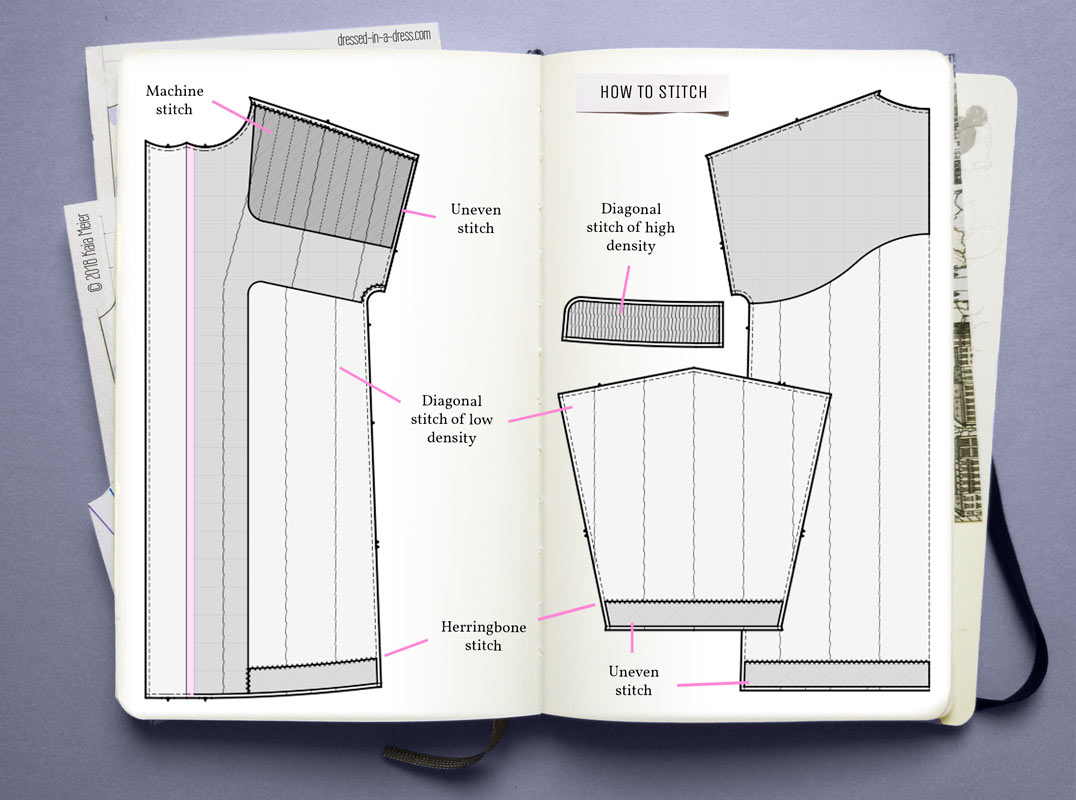 dressed-in-a-dress.com
© 2018 Kaia Meier
Machine
stitch
Uneven
stitch
Diagonal
stitch of low
density
Herringbone
stitch
HOW TO STITCH
Diagonal
stitch of high
density
Uneven
stitch